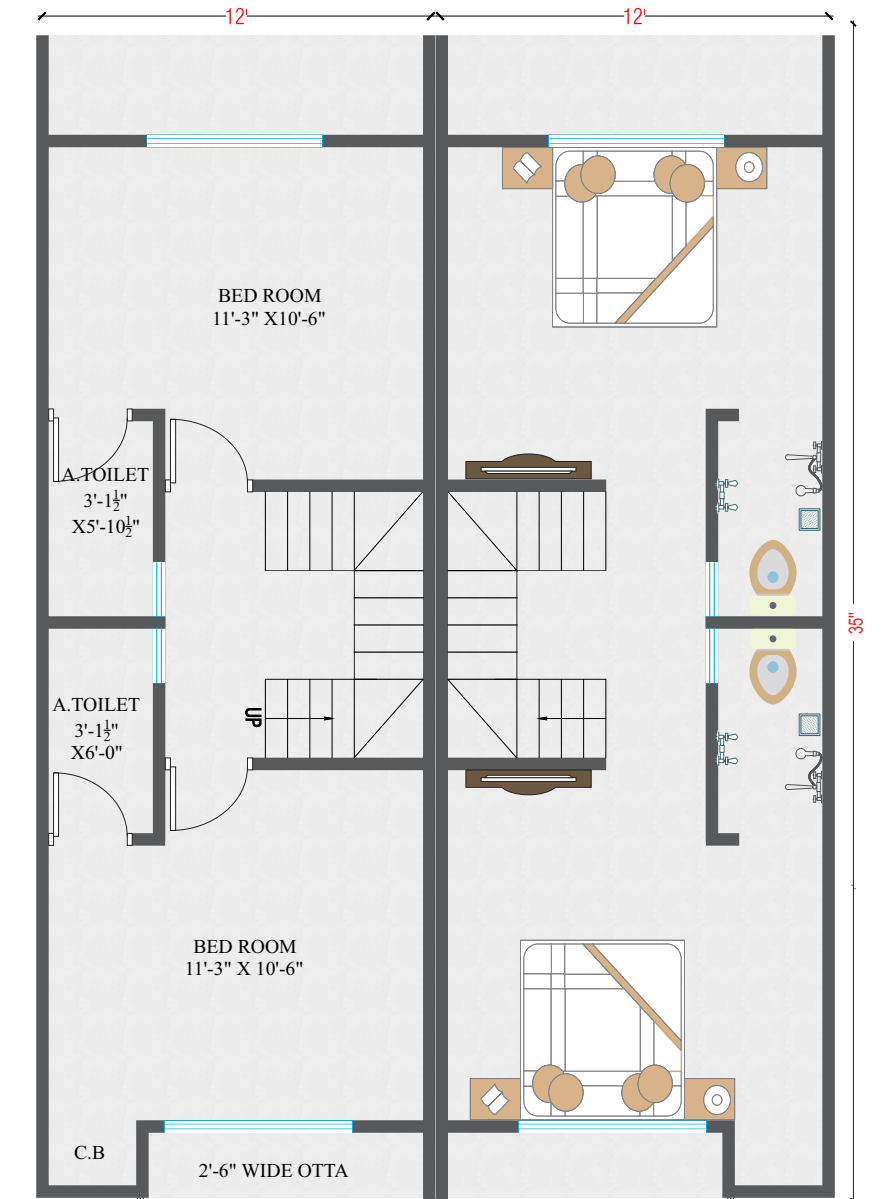 12'
12'
BED ROOM
11'-3" X10'-6"
A.TOILET
3'-1½"
X5'-10½"
35"
A.TOILET
3'-1½"
X6'-0"
UP
BED ROOM
11'-3" X 10'-6"
C.B
2'-6" WIDE OTTA